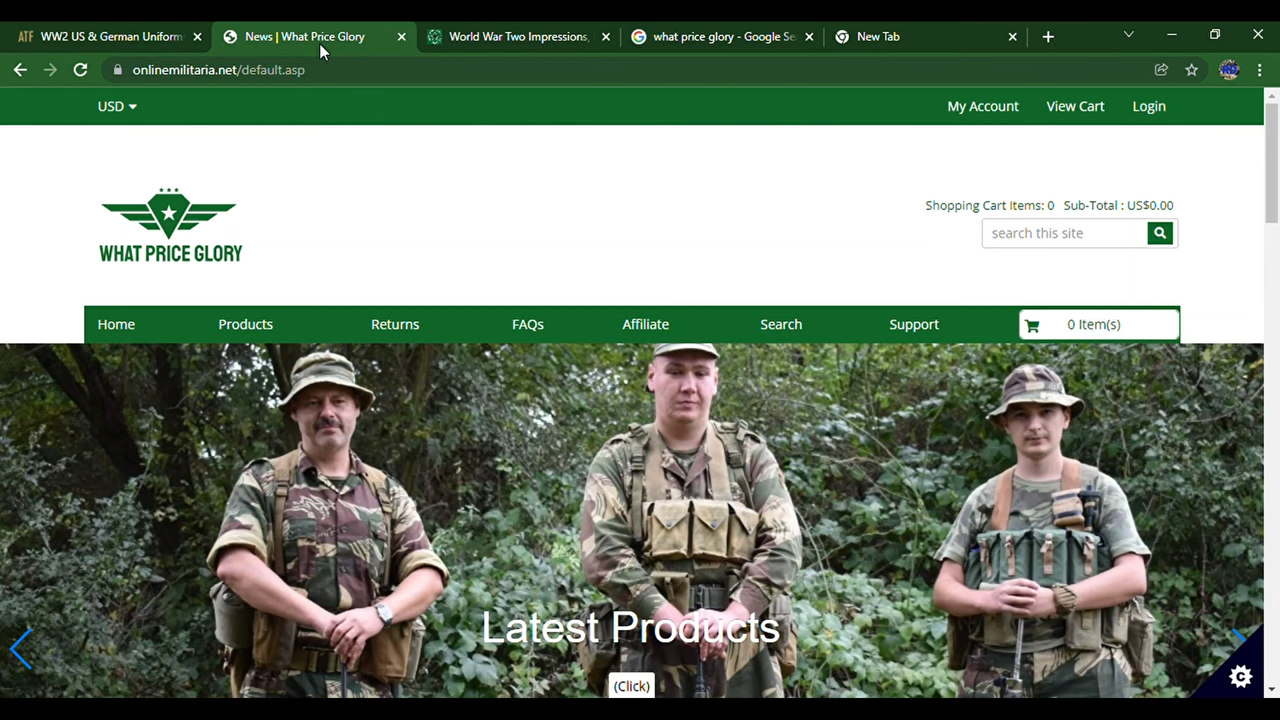 ATF WW2 US & German Uniform
News | What Price Glory
World War Two Impressions,
what price glory - Google Se
New Tab
onlinemilitaria.net/default.asp
USD
My Account View Cart Login
WHAT PRICE GLORY
Shopping Cart Items: 0 Sub-Total : US$0.00
search this site
Home Products Returns FAQs Affiliate Search Support 0 Item(s)
Latest Products
(Click)